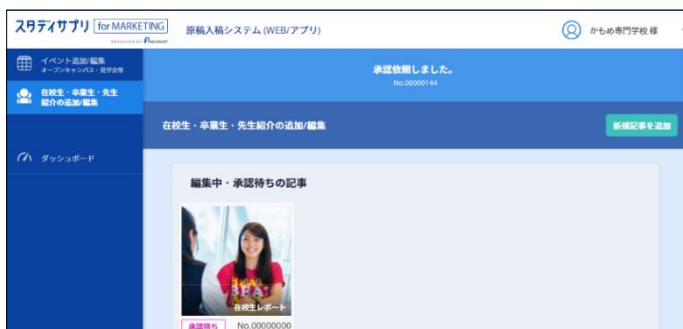 スタディサプリ for MARKETING
PRODUCED BY RECRUIT
原稿入稿システム (WEB/アプリ)
かもめ専門学校 様
イベント追加/編集
オープンキャンパス・見学会等
在校生・卒業生・先生
紹介の追加/編集
ダッシュボード
承認依頼しました。
No.00000144
在校生・卒業生・先生紹介の追加/編集
新規記事を追加
編集中・承認待ちの記事
在校生レポート
承認待ち No.00000000